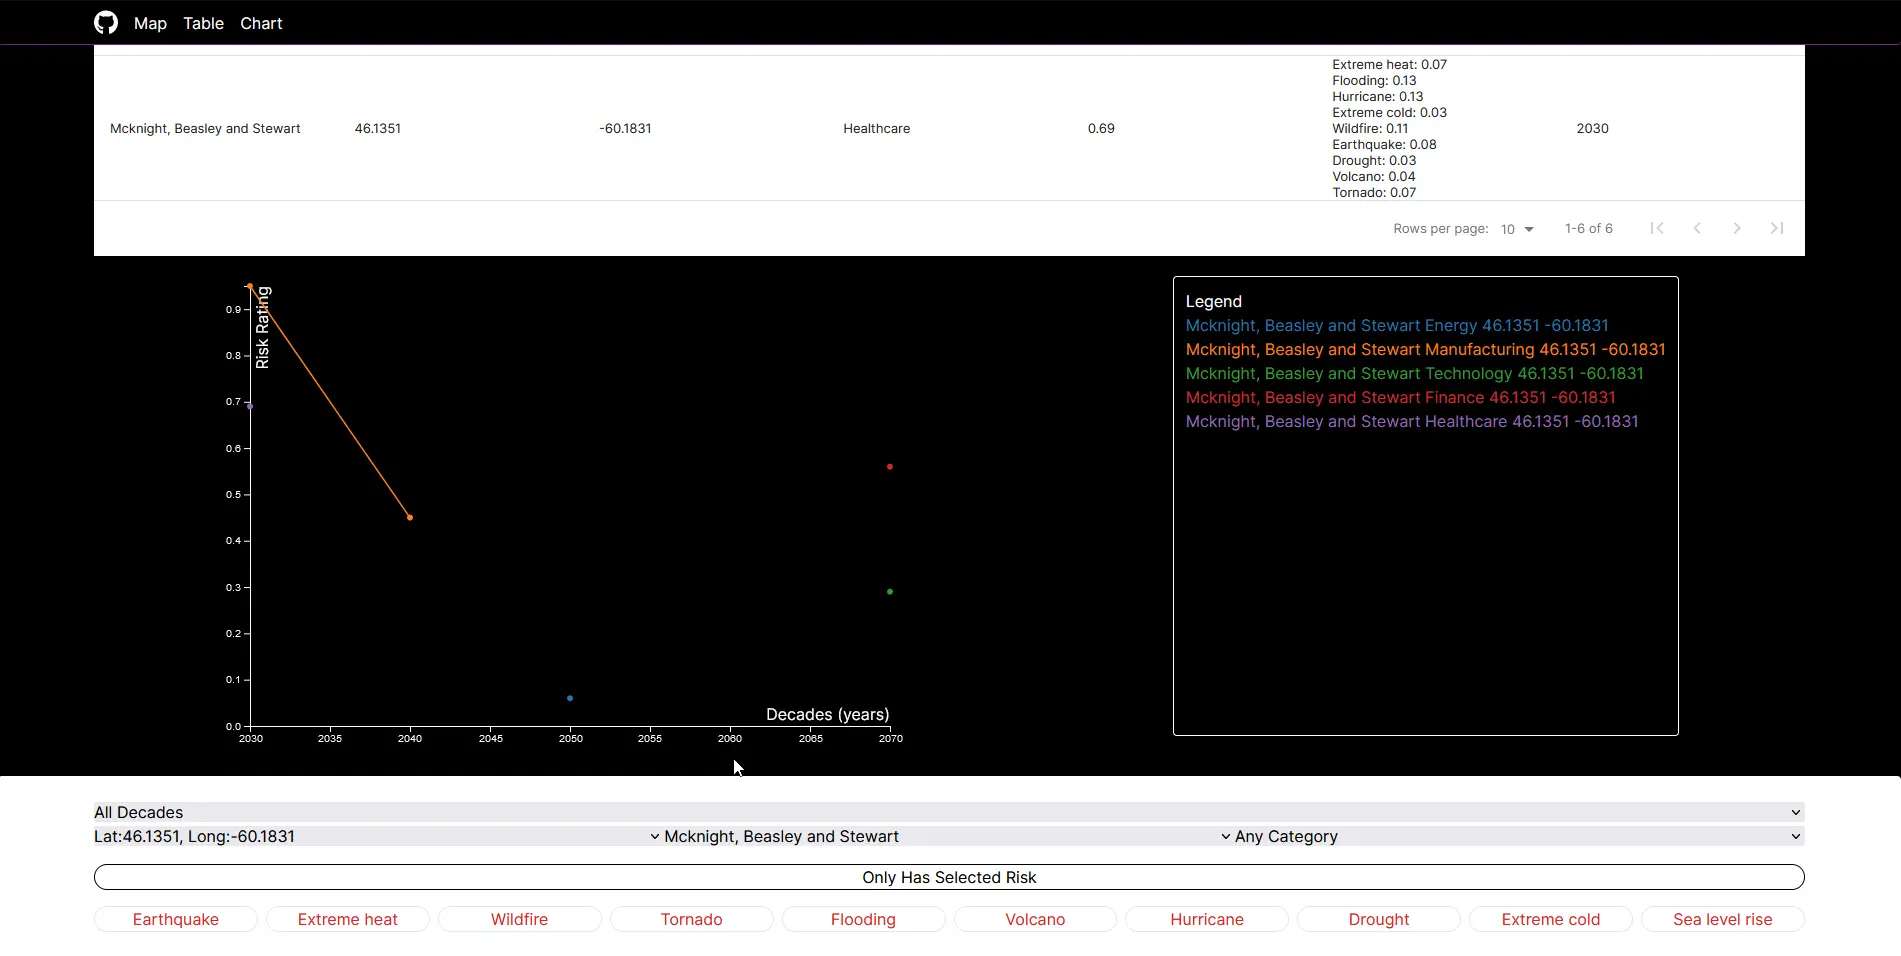 Map Table Chart
Extreme heat: 0.07
Flooding: 0.13
Hurricane: 0.13
Extreme cold: 0.03
Mcknight, Beasley and Stewart 46.1351 -60.1831 Healthcare 0.69 Wildfire: 0.11 2030
Earthquake: 0.08
Drought: 0.03
Volcano: 0.04
Tornado: 0.07
Rows per page: 10 1-6 of 6
Risk Rating
0.9
0.8
0.7
0.6
0.5
0.4
0.3
0.2
0.1
0.0
Decades (years)
2030 2035 2040 2045 2050 2055 2060 2065 2070
Legend
Mcknight, Beasley and Stewart Energy 46.1351 -60.1831
Mcknight, Beasley and Stewart Manufacturing 46.1351 -60.1831
Mcknight, Beasley and Stewart Technology 46.1351 -60.1831
Mcknight, Beasley and Stewart Finance 46.1351 -60.1831
Mcknight, Beasley and Stewart Healthcare 46.1351 -60.1831
All Decades
Lat:46.1351, Long:-60.1831 Mcknight, Beasley and Stewart Any Category
Only Has Selected Risk
Earthquake Extreme heat Wildfire Tornado Flooding Volcano Hurricane Drought Extreme cold Sea level rise